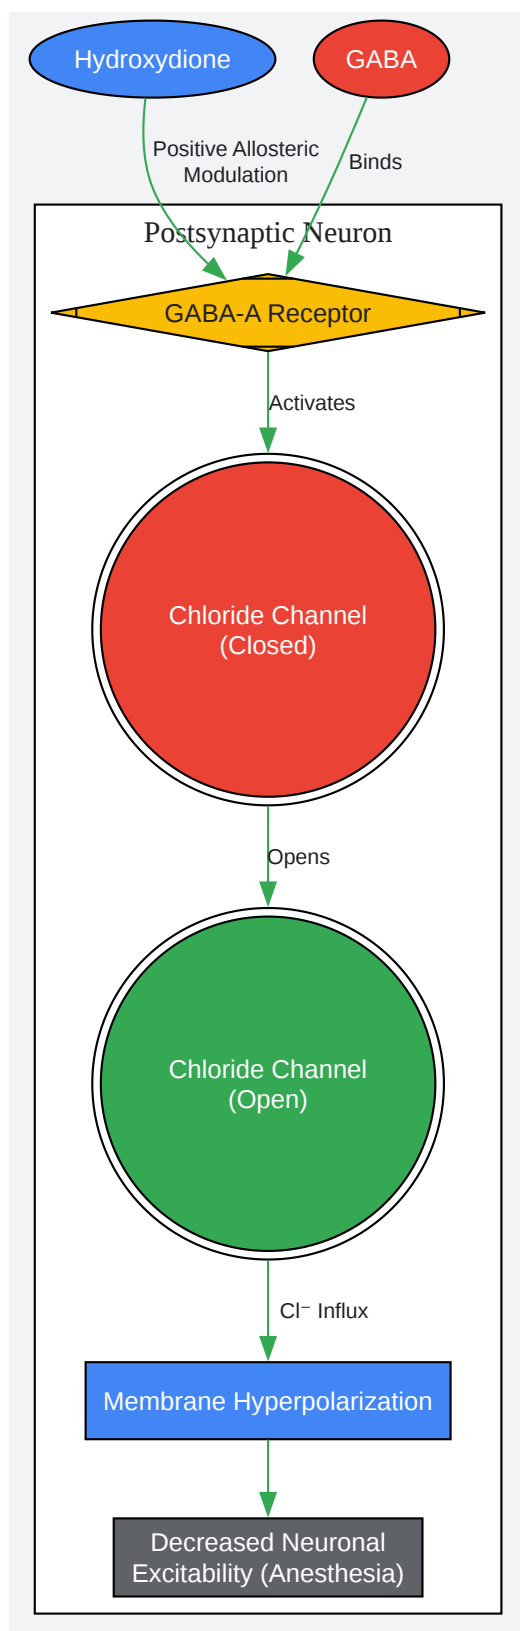 Hydroxydione
GABA
Positive Allosteric
Modulation
Binds
Postsynaptic Neuron
GABA-A Receptor
Activates
Chloride Channel
(Closed)
Opens
Chloride Channel
(Open)
Cl⁻ Influx
Membrane Hyperpolarization
Decreased Neuronal
Excitability (Anesthesia)